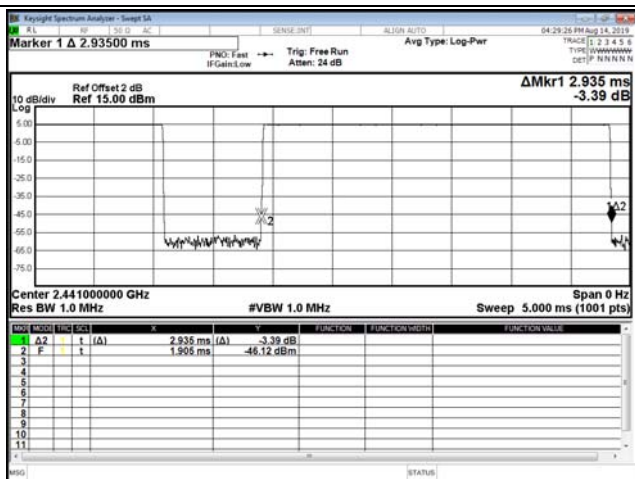 Keysight Spectrum Analyzer - Swept SA
RL RF 50 Ω AC SENSE:INT ALIGN AUTO 04:29:26 PM Aug 14, 2019
Marker 1 Δ 2.93500 ms
PNO: Fast
IFGain:Low
Trig: Free Run
Atten: 24 dB
Avg Type: Log-Pwr
TRACE 1 2 3 4 5 6
TYPE
DET P N N N N N
Ref Offset 2 dB
10 dB/div Ref 15.00 dBm
ΔMkr1 2.935 ms
-3.39 dB
Log
5.00
-5.00
-15.0
-25.0
-35.0
-45.0
-55.0
-65.0
-75.0
2
1Δ2
Center 2.441000000 GHz Span 0 Hz
Res BW 1.0 MHz #VBW 1.0 MHz Sweep 5.000 ms (1001 pts)
MKR MODE TRC SCL X Y FUNCTION FUNCTION WIDTH FUNCTION VALUE
1 Δ2 t (Δ) 2.935 ms (Δ) -3.39 dB
2 F t 1.905 ms -46.12 dBm
3
4
5
6
7
8
9
10
11
MSG STATUS